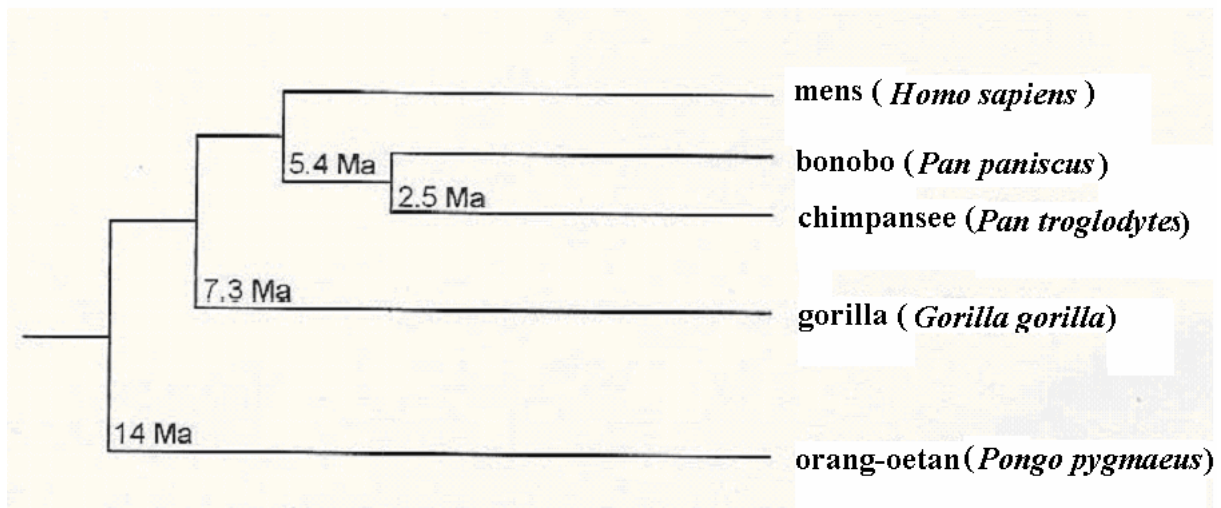 mens ( Homo sapiens )
5.4 Ma
bonobo (Pan paniscus)
2.5 Ma
chimpansee (Pan troglodytes)
7.3 Ma
gorilla ( Gorilla gorilla)
14 Ma
orang-oetan (Pongo pygmaeus)